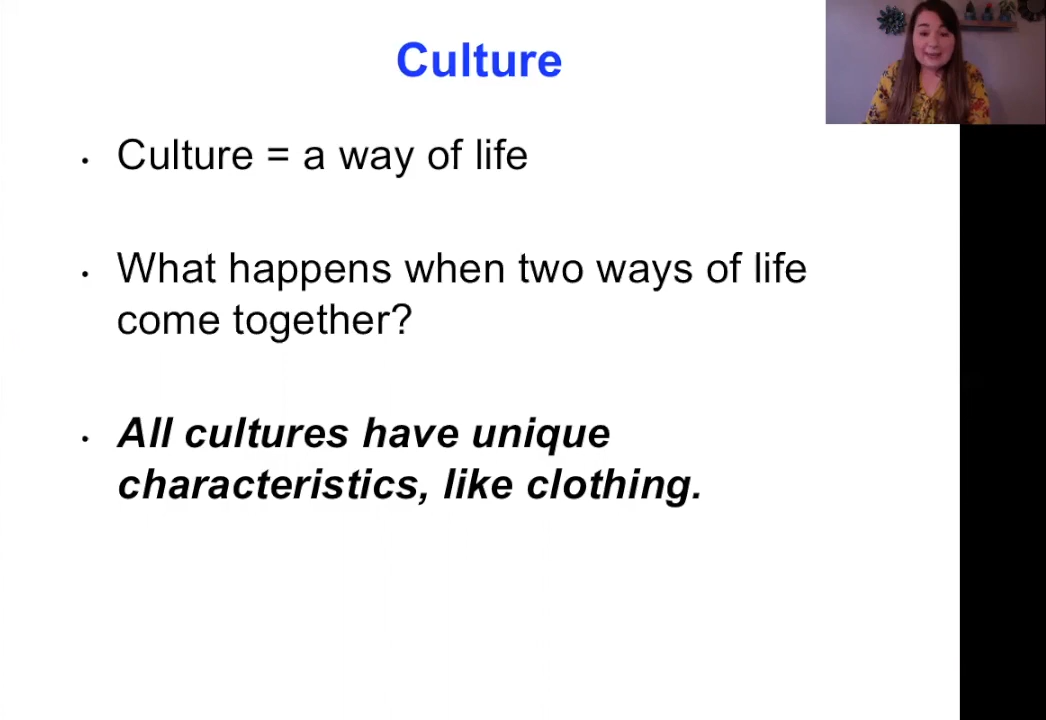 Culture
• Culture = a way of life
• What happens when two ways of life
come together?
• All cultures have unique
characteristics, like clothing.